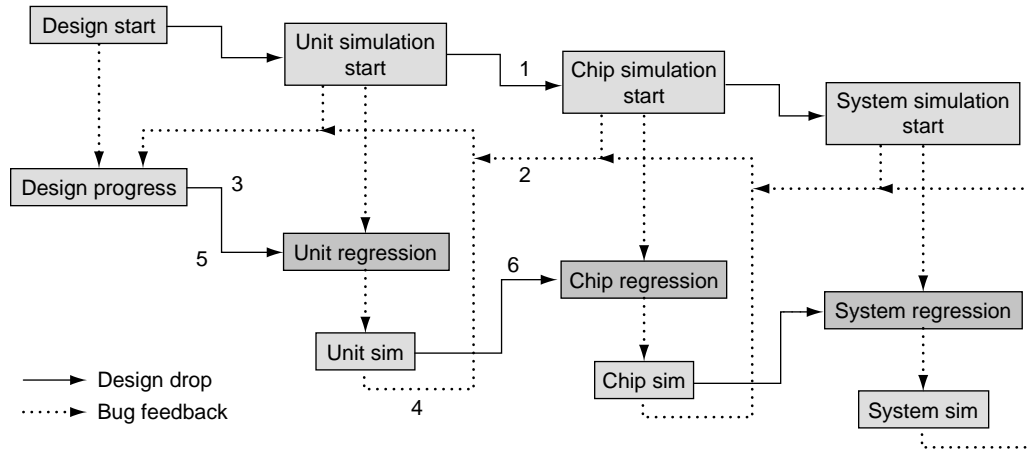 Design start
Unit simulation
start
1
Chip simulation
start
System simulation
start
2
Design progress
3
5
Unit regression
6
Chip regression
System regression
Unit sim
Chip sim
Design drop
Bug feedback
4
System sim